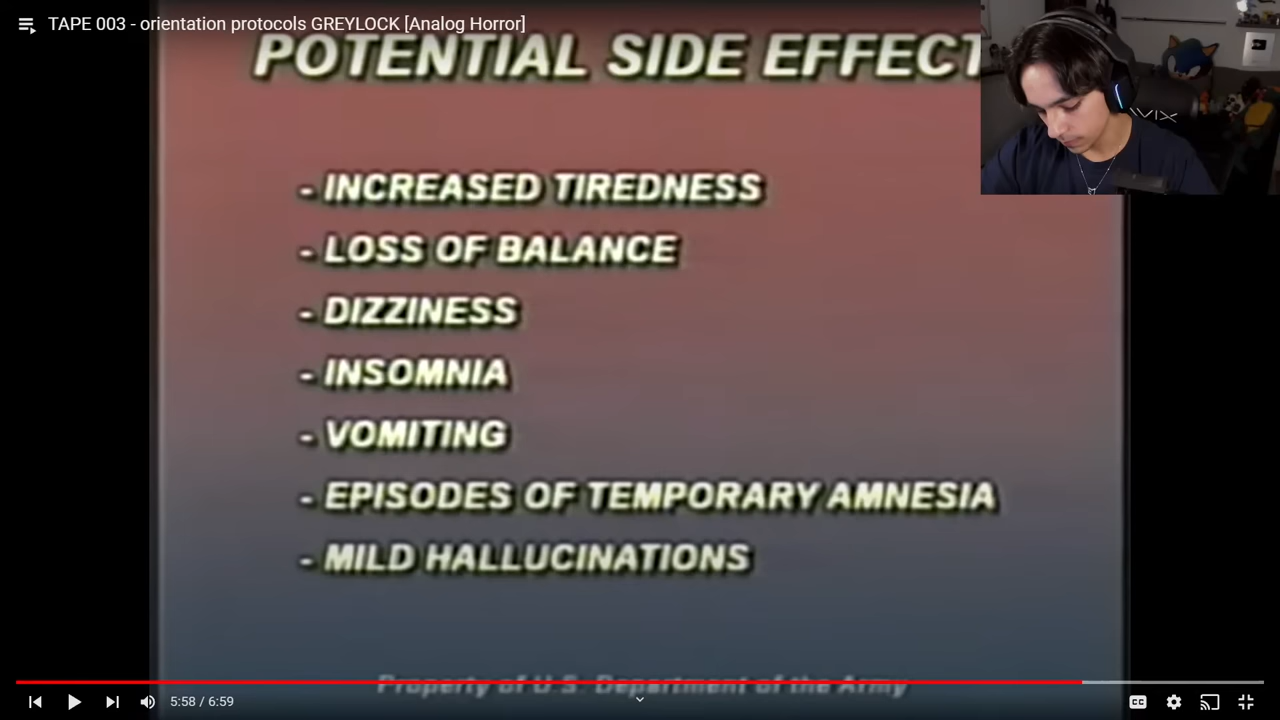 TAPE 003 - orientation protocols GREYLOCK [Analog Horror]
POTENTIAL SIDE EFFECT
- INCREASED TIREDNESS
- LOSS OF BALANCE
- DIZZINESS
- INSOMNIA
- VOMITING
- EPISODES OF TEMPORARY AMNESIA
- MILD HALLUCINATIONS
Property of U.S. Department of the Army
5:58 / 6:59
CC